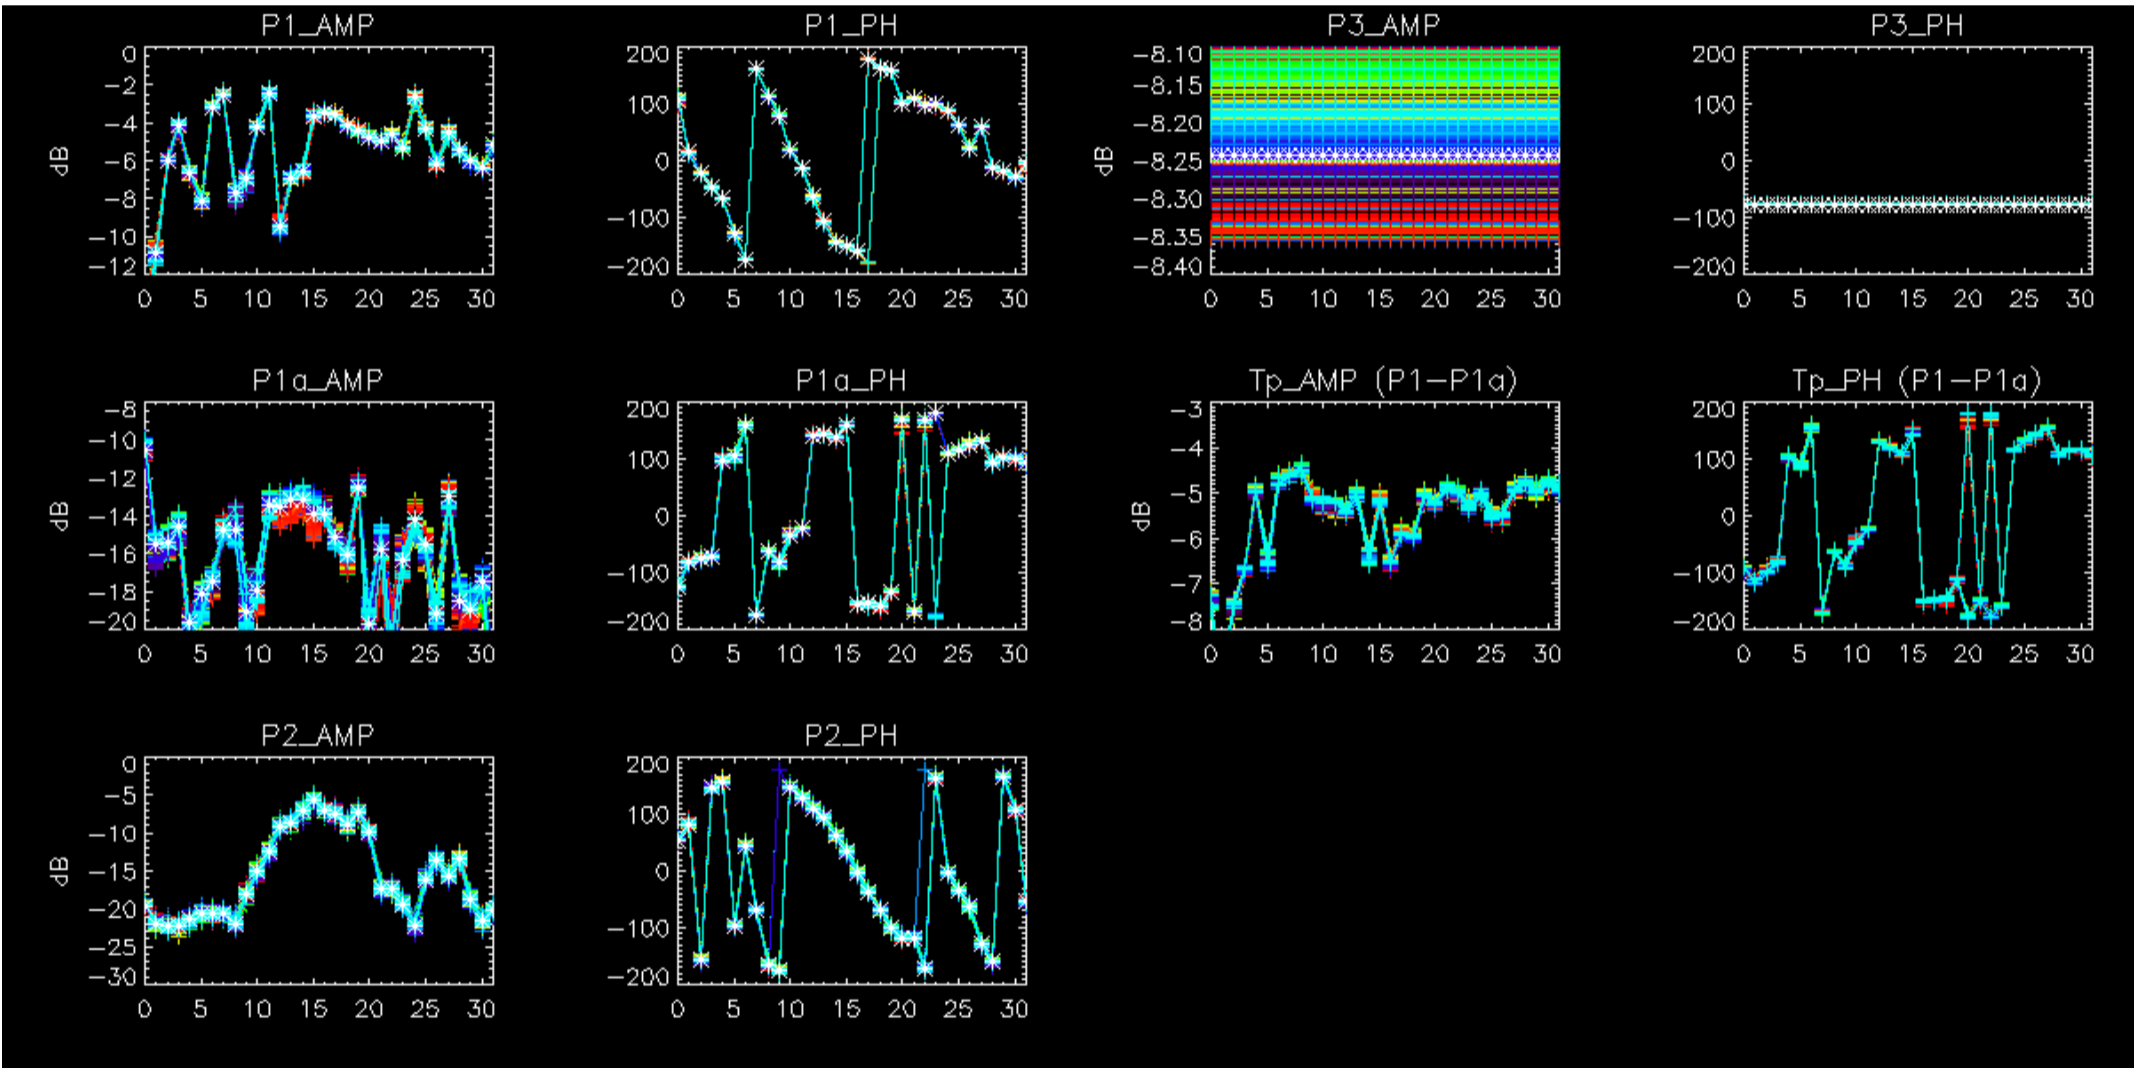 P1_AMP P1_PH P3_AMP P3_PH
0 200 -8.10 200
-2 100 -8.15 100
-4 0 -8.20 0
-6 -100 -8.25 -100
-8 -200 -8.30 -200
-10 -8.35
-12 -8.40
dB dB
0 5 10 15 20 25 30 0 5 10 15 20 25 30 0 5 10 15 20 25 30 0 5 10 15 20 25 30
P1a_AMP P1a_PH Tp_AMP (P1-P1a) Tp_PH (P1-P1a)
-8 200 -3 200
-10 100 -4 100
-12 0 -5 0
-14 -100 -6 -100
-16 -200 -7 -200
-18 -8
-20
dB dB
0 5 10 15 20 25 30 0 5 10 15 20 25 30 0 5 10 15 20 25 30 0 5 10 15 20 25 30
P2_AMP P2_PH
0 200
-5 100
-10 0
-15 -100
-20 -200
-25
-30
dB
0 5 10 15 20 25 30 0 5 10 15 20 25 30